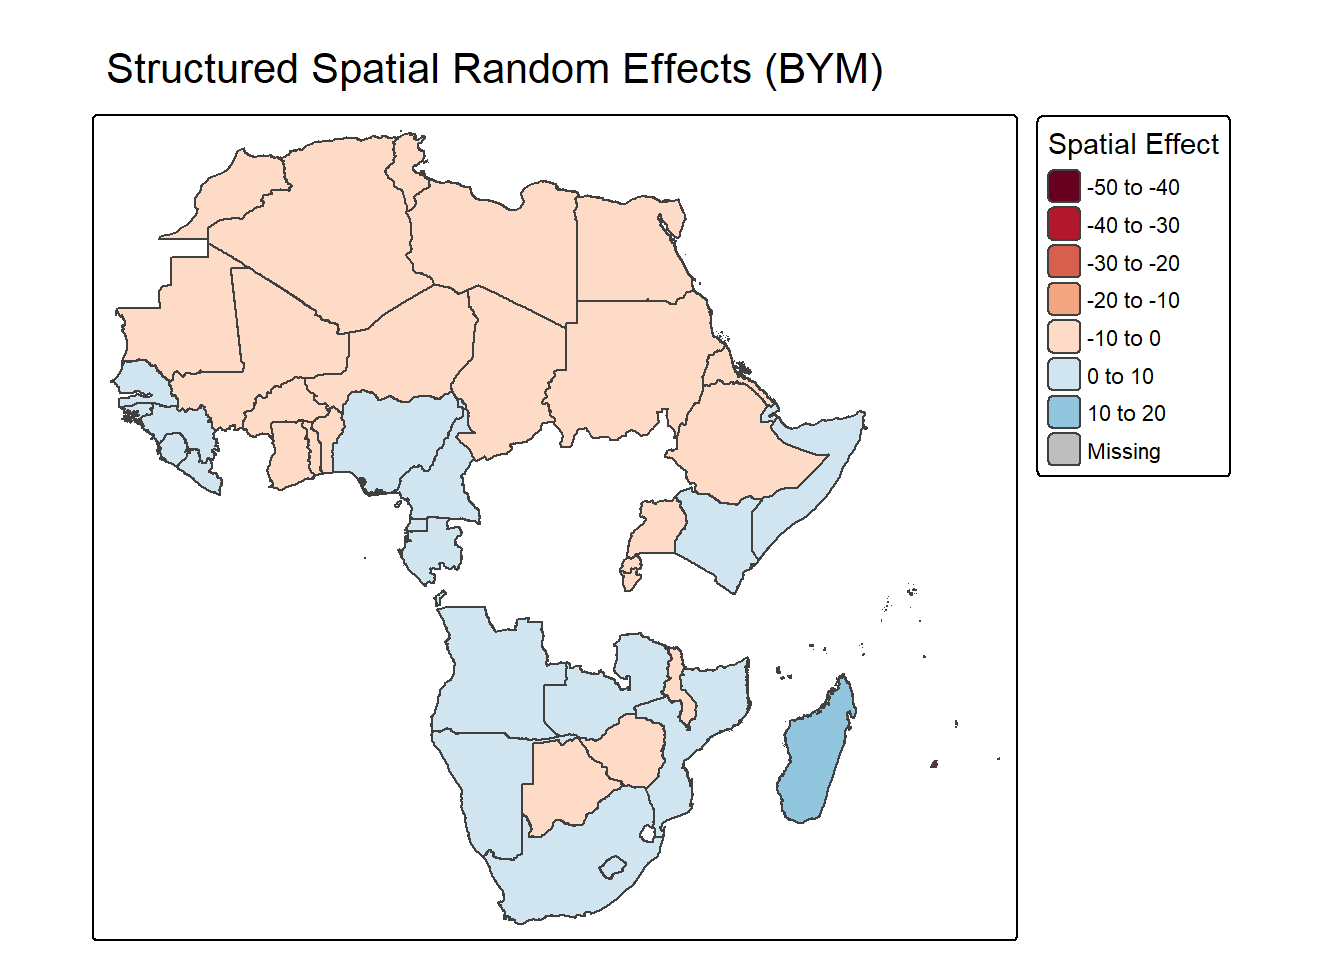 Structured Spatial Random Effects (BYM)
Spatial Effect
-50 to -40
-40 to -30
-30 to -20
-20 to -10
-10 to 0
0 to 10
10 to 20
Missing